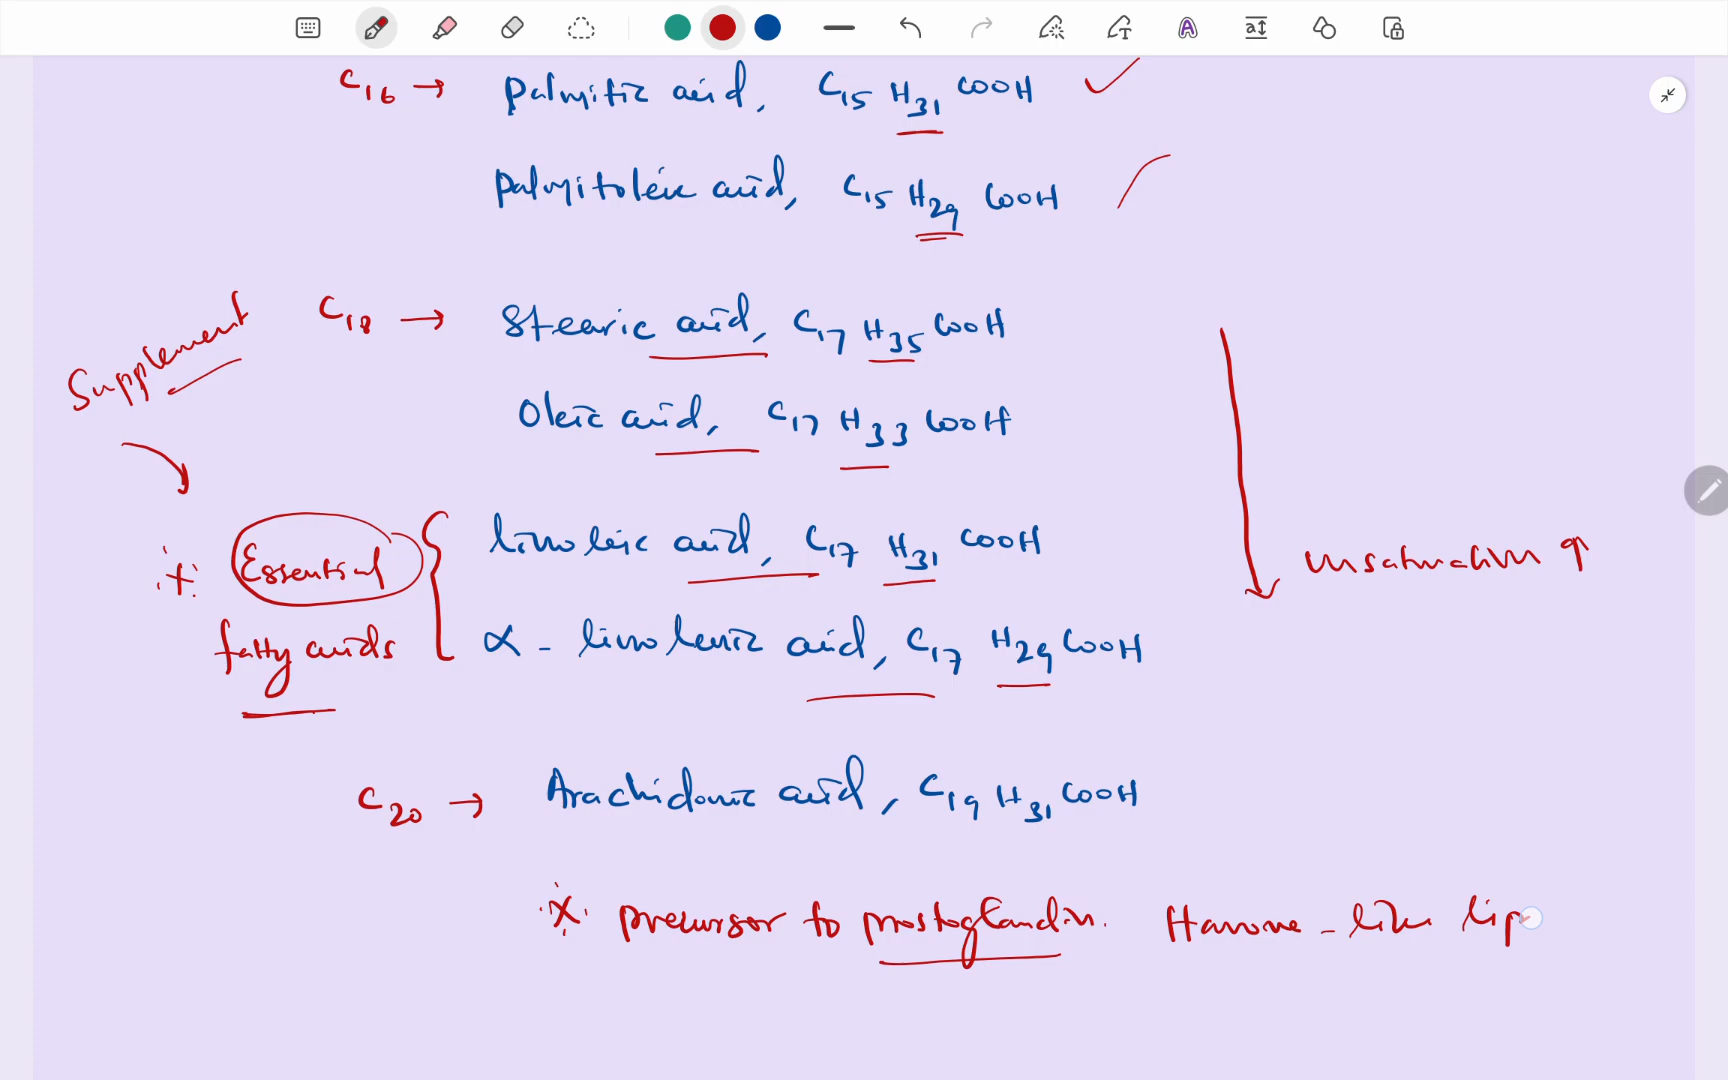 C16 → Palmitic acid, C15 H31 COOH
Palmitoleic acid, C15 H29 COOH
Supplement
C18 → Stearic acid, C17 H35 COOH
Oleic acid, C17 H33 COOH
Linoleic acid, C17 H31 COOH
Essential
fatty acids
α - linolenic acid, C17 H29 COOH
unsaturation ↑
C20 → Arachidonic acid, C19 H31 COOH
※ precursor to prostaglandin. Hormone - like lip